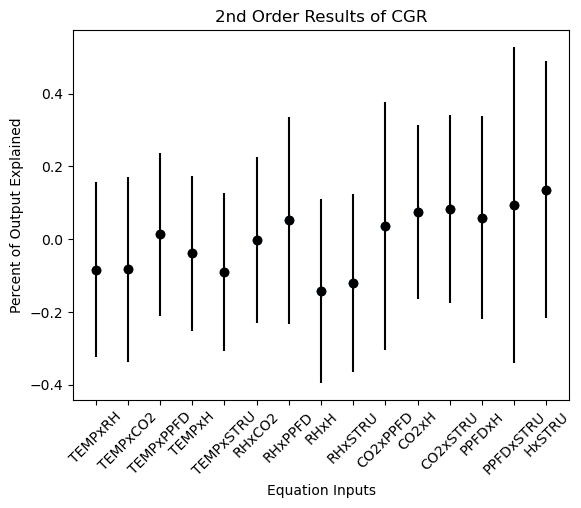 2nd Order Results of CGR
Percent of Output Explained
0.4
0.2
0.0
−0.2
−0.4
TEMPxRH
TEMPxCO2
TEMPxPPFD
TEMPxH
TEMPxSTRU
RHxCO2
RHxPPFD
RHxH
RHxSTRU
CO2xPPFD
CO2xH
CO2xSTRU
PPFDxH
PPFDxSTRU
HxSTRU
Equation Inputs